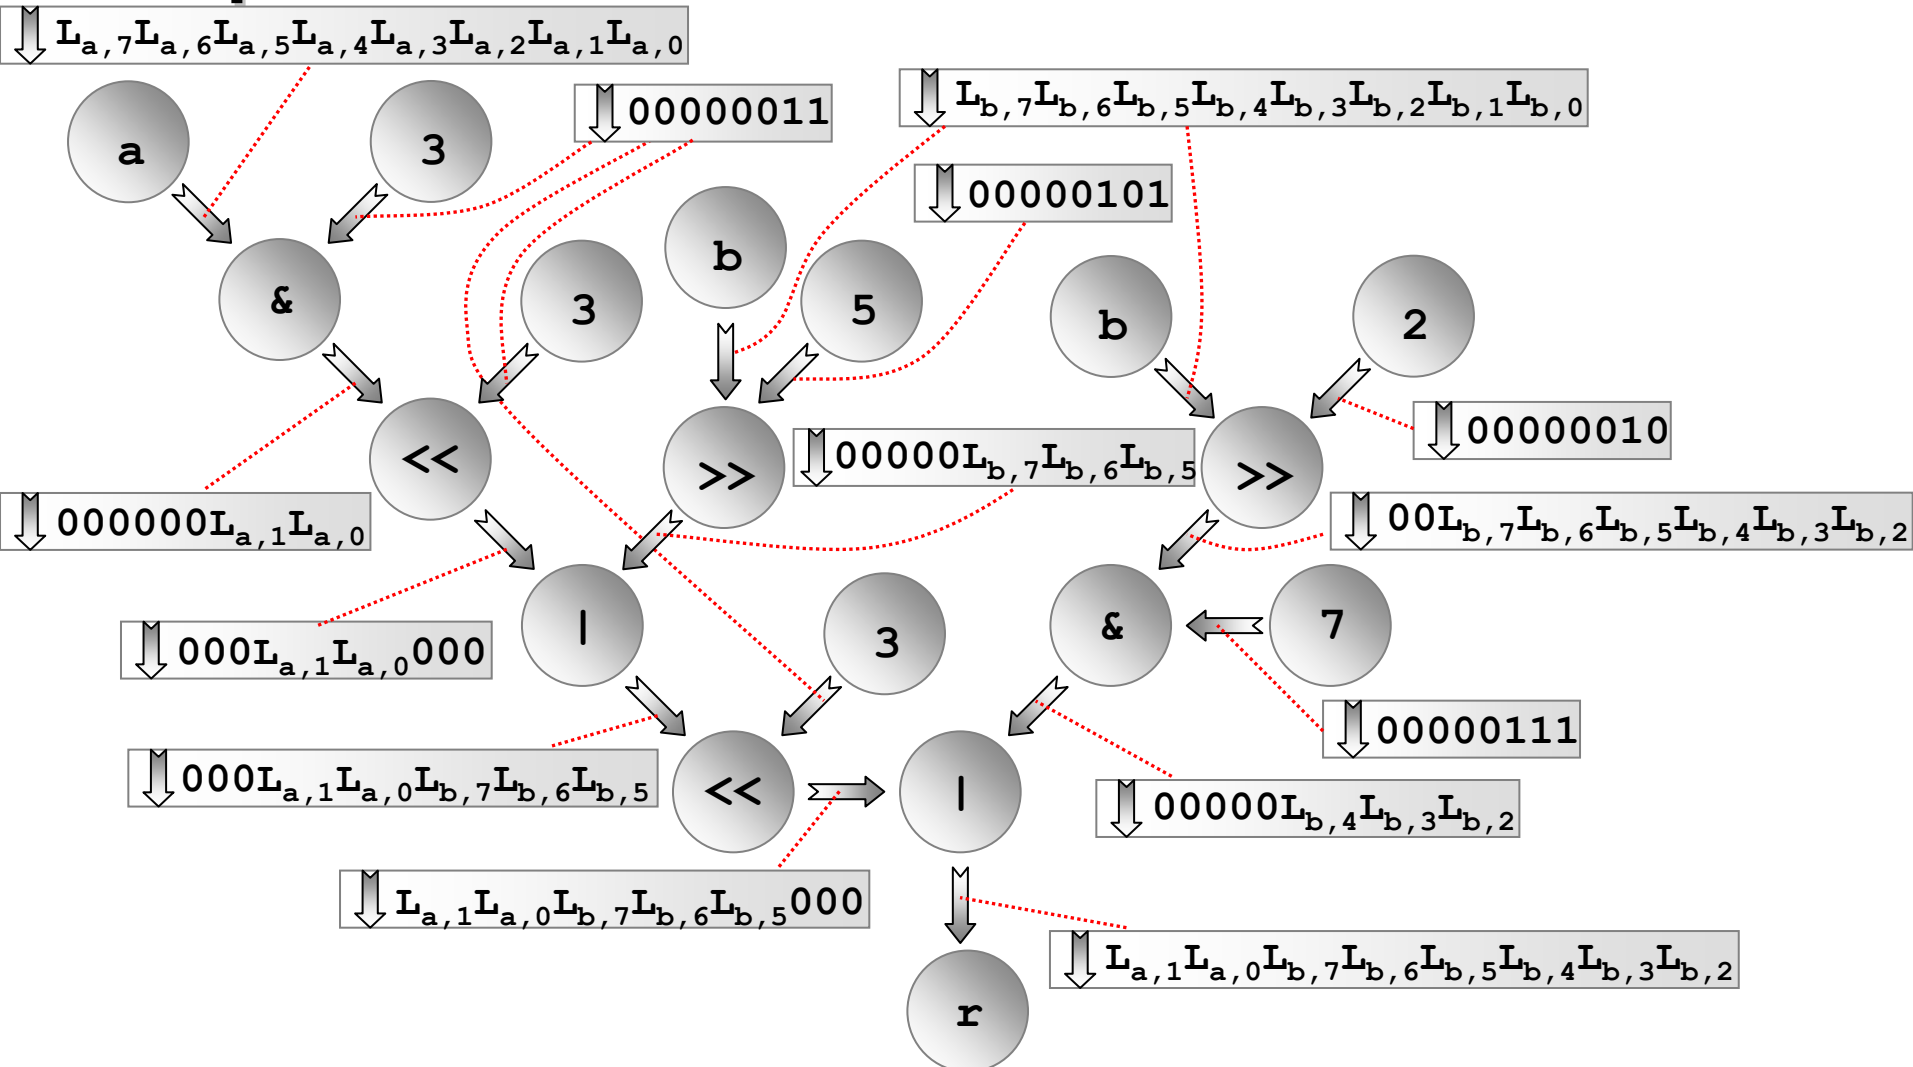 La,7La,6La,5La,4La,3La,2La,1La,0
a
3
00000011
Lb,7Lb,6Lb,5Lb,4Lb,3Lb,2Lb,1Lb,0
00000101
b
&
3
5
b
2
00000010
<<
>>
00000Lb,7Lb,6Lb,5
>>
000000La,1La,0
00Lb,7Lb,6Lb,5Lb,4Lb,3Lb,2
000La,1La,0000
|
3
&
7
00000111
000La,1La,0Lb,7Lb,6Lb,5
<<
|
00000Lb,4Lb,3Lb,2
La,1La,0Lb,7Lb,6Lb,5000
La,1La,0Lb,7Lb,6Lb,5Lb,4Lb,3Lb,2
r